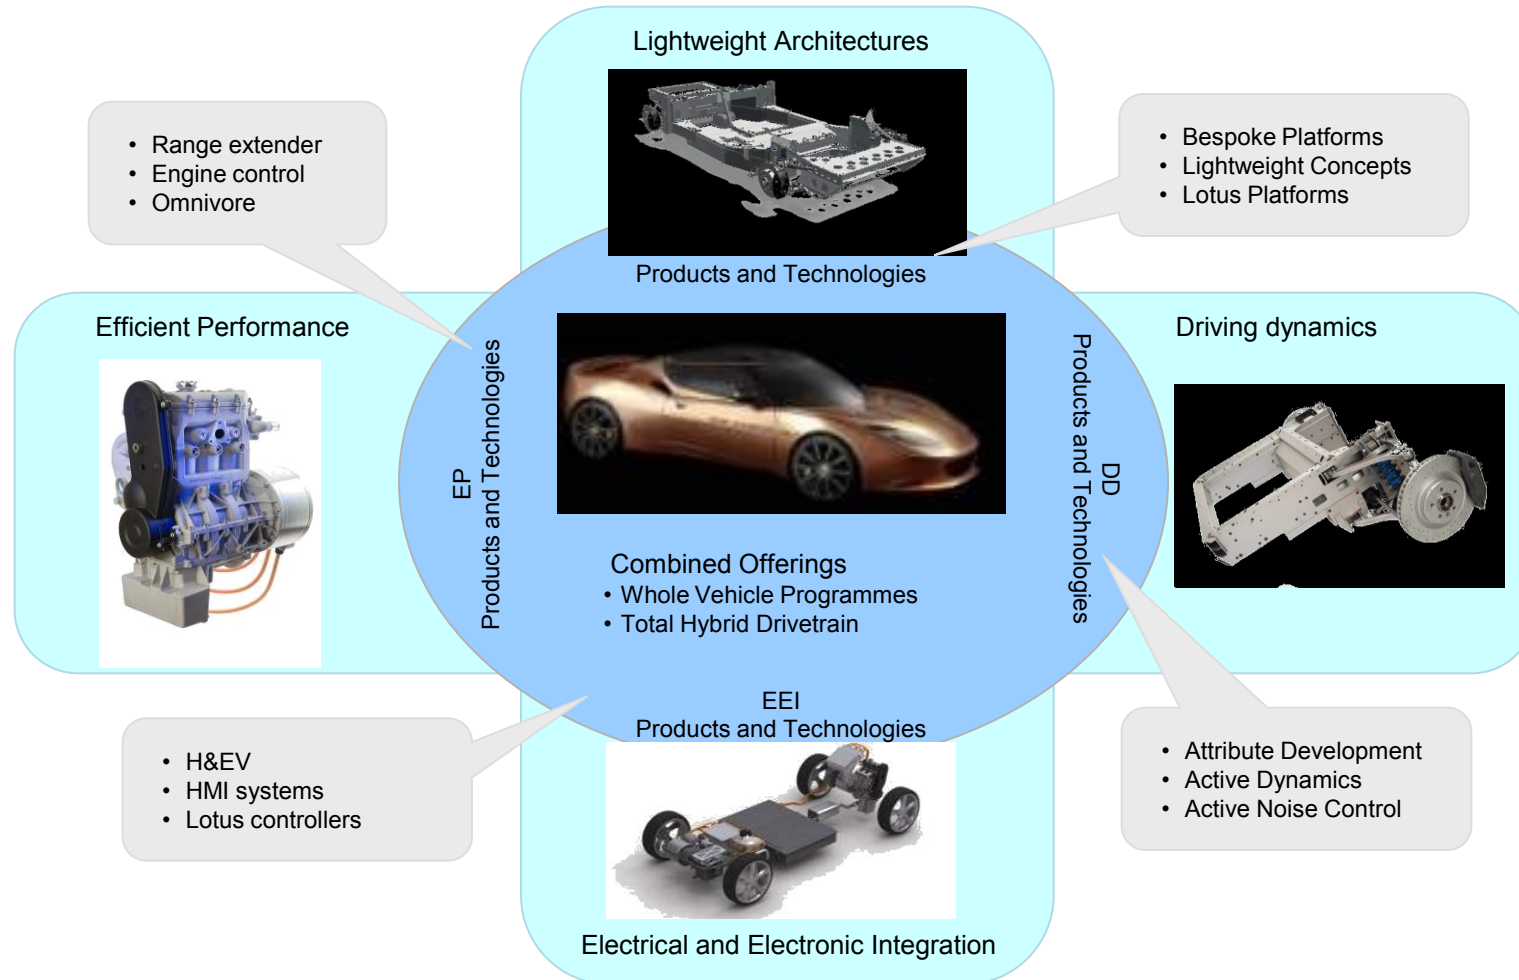 Lightweight Architectures
• Range extender
• Engine control
• Omnivore
• Bespoke Platforms
• Lightweight Concepts
• Lotus Platforms
Products and Technologies
Efficient Performance
Driving dynamics
EP
Products and Technologies
DD
Products and Technologies
Combined Offerings
• Whole Vehicle Programmes
• Total Hybrid Drivetrain
EEI
Products and Technologies
• H&EV
• HMI systems
• Lotus controllers
• Attribute Development
• Active Dynamics
• Active Noise Control
Electrical and Electronic Integration